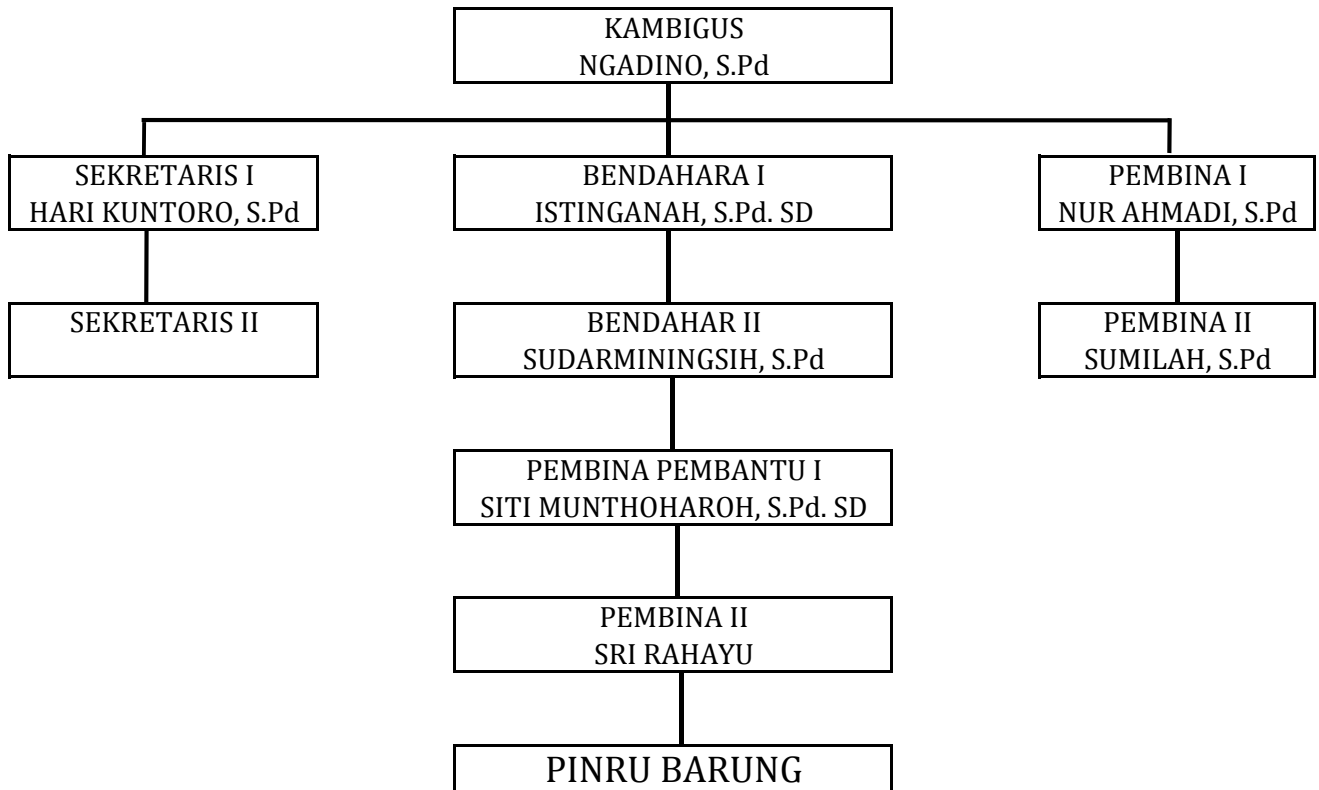 KAMBIGUS
NGADINO, S.Pd
SEKRETARIS I
HARI KUNTORO, S.Pd
BENDAHARA I
ISTINGANAH, S.Pd. SD
PEMBINA I
NUR AHMADI, S.Pd
SEKRETARIS II
BENDAHAR II
SUDARMININGSIH, S.Pd
PEMBINA II
SUMILAH, S.Pd
PEMBINA PEMBANTU I
SITI MUNTHOHAROH, S.Pd. SD
PEMBINA II
SRI RAHAYU
PINRU BARUNG